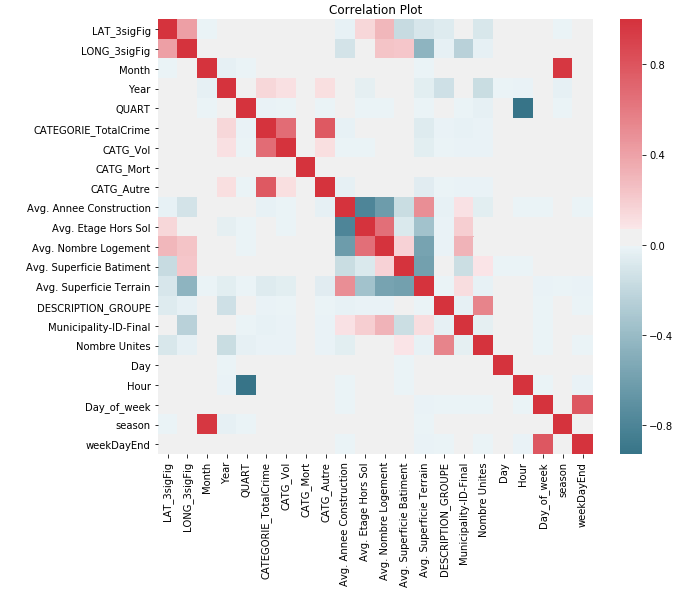 Correlation Plot
LAT_3sigFig
LONG_3sigFig
Month
Year
QUART
CATEGORIE_TotalCrime
CATG_Vol
CATG_Mort
CATG_Autre
Avg. Annee Construction
Avg. Etage Hors Sol
Avg. Nombre Logement
Avg. Superficie Batiment
Avg. Superficie Terrain
DESCRIPTION_GROUPE
Municipality-ID-Final
Nombre Unites
Day
Hour
Day_of_week
season
weekDayEnd
LAT_3sigFig
LONG_3sigFig
Month
Year
QUART
CATEGORIE_TotalCrime
CATG_Vol
CATG_Mort
CATG_Autre
Avg. Annee Construction
Avg. Etage Hors Sol
Avg. Nombre Logement
Avg. Superficie Batiment
Avg. Superficie Terrain
DESCRIPTION_GROUPE
Municipality-ID-Final
Nombre Unites
Day
Hour
Day_of_week
season
weekDayEnd
0.8
0.4
0.0
−0.4
−0.8